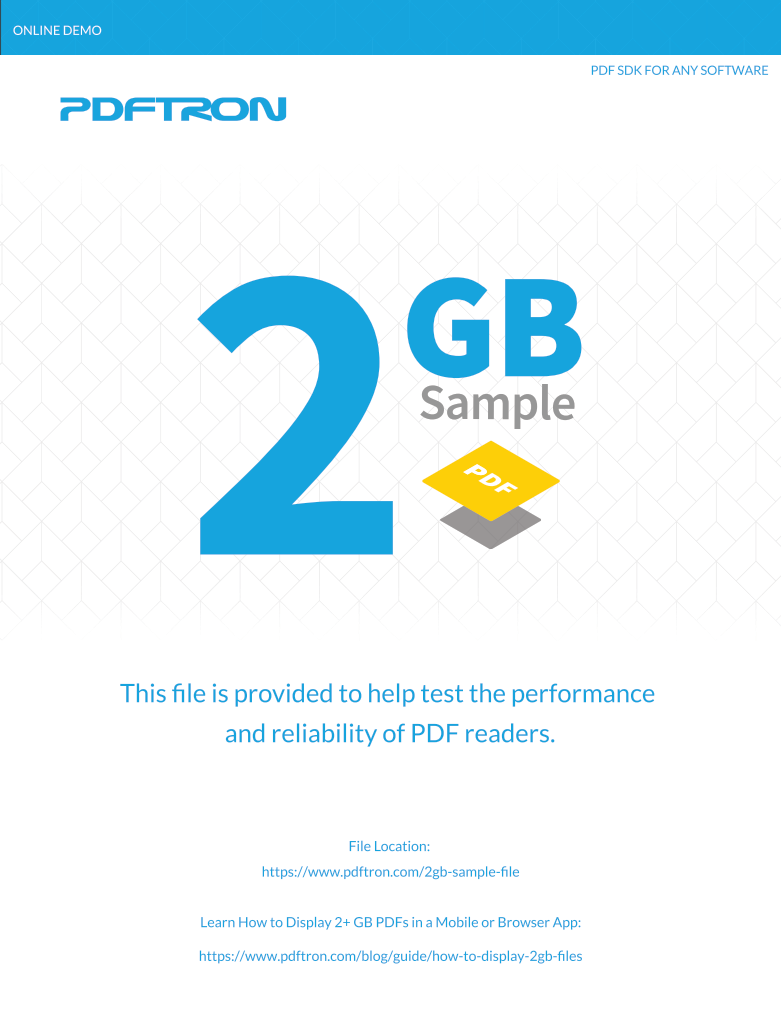 ONLINE DEMO
PDF SDK FOR ANY SOFTWARE
PDFTRON
2 GB
Sample
PDF
This file is provided to help test the performance
and reliability of PDF readers.
File Location:
https://www.pdftron.com/2gb-sample-file
Learn How to Display 2+ GB PDFs in a Mobile or Browser App:
https://www.pdftron.com/blog/guide/how-to-display-2gb-files